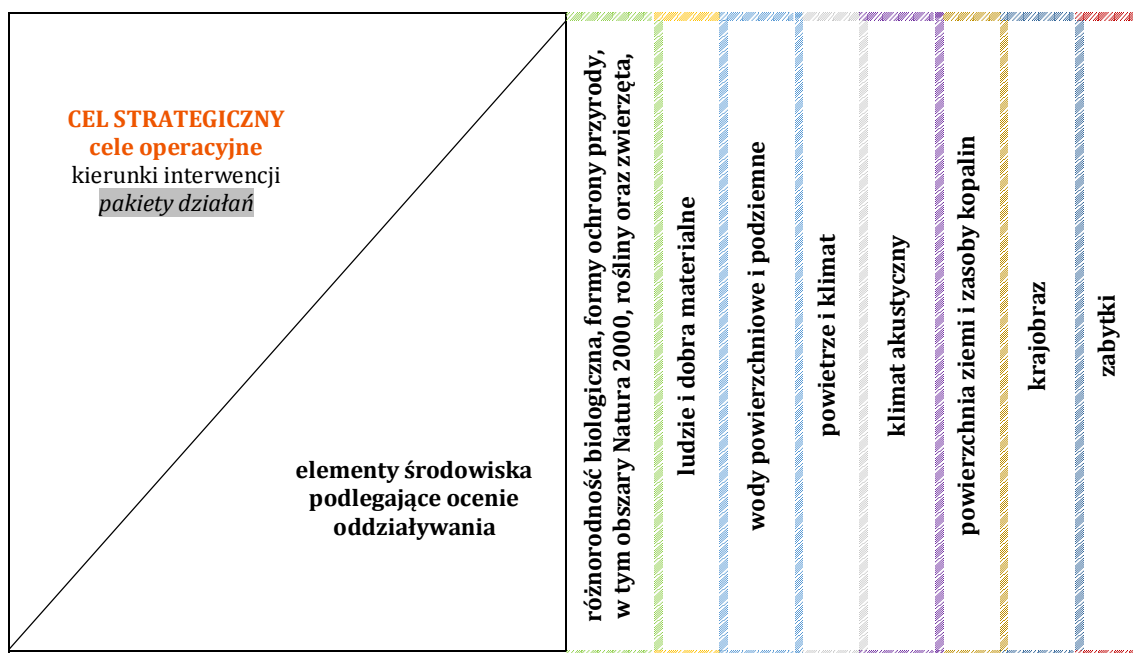 CEL STRATEGICZNY
cele operacyjne
kierunki interwencji
pakiety działań
elementy środowiska
podlegające ocenie
oddziaływania
różnorodność biologiczna, formy ochrony przyrody,
w tym obszary Natura 2000, rośliny oraz zwierzęta,
ludzie i dobra materialne
wody powierzchniowe i podziemne
powietrze i klimat
klimat akustyczny
powierzchnia ziemi i zasoby kopalin
krajobraz
zabytki